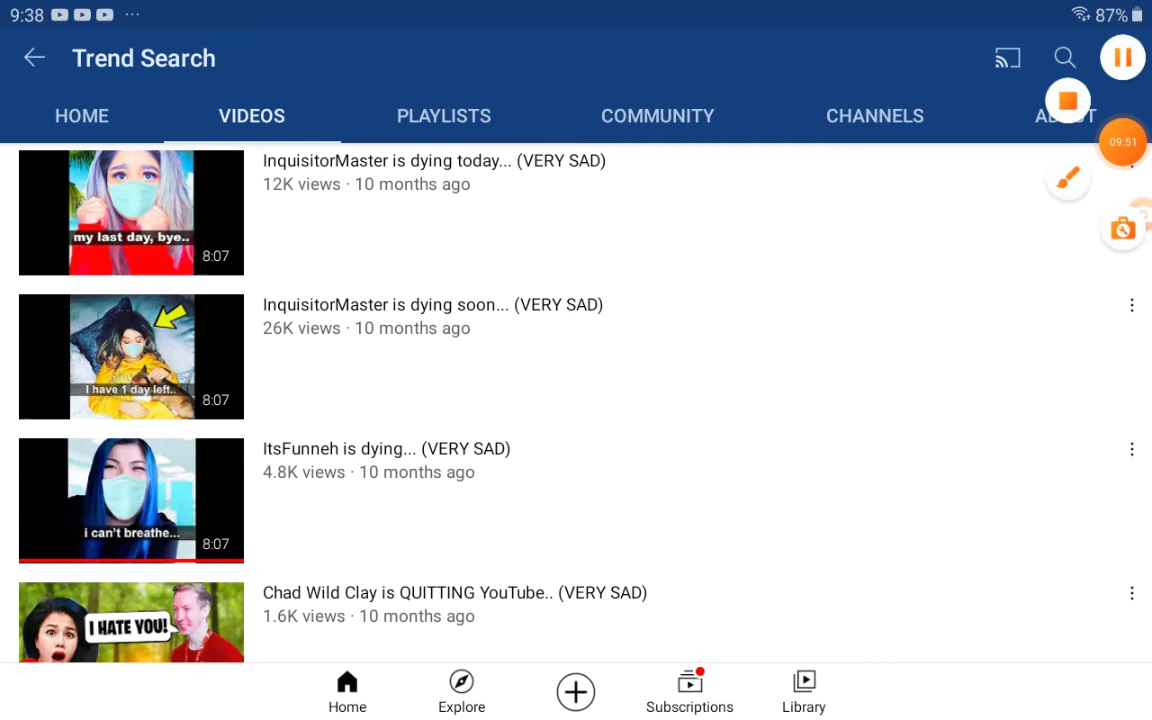 9:38 ... 87%
Trend Search
HOME VIDEOS PLAYLISTS COMMUNITY CHANNELS
09:51
InquisitorMaster is dying today... (VERY SAD)
12K views · 10 months ago
my last day, bye..
8:07
InquisitorMaster is dying soon... (VERY SAD)
26K views · 10 months ago
I have 1 day left..
8:07
ItsFunneh is dying... (VERY SAD)
4.8K views · 10 months ago
i can't breathe...
8:07
Chad Wild Clay is QUITTING YouTube.. (VERY SAD)
1.6K views · 10 months ago
I HATE YOU!
Home Explore Subscriptions Library